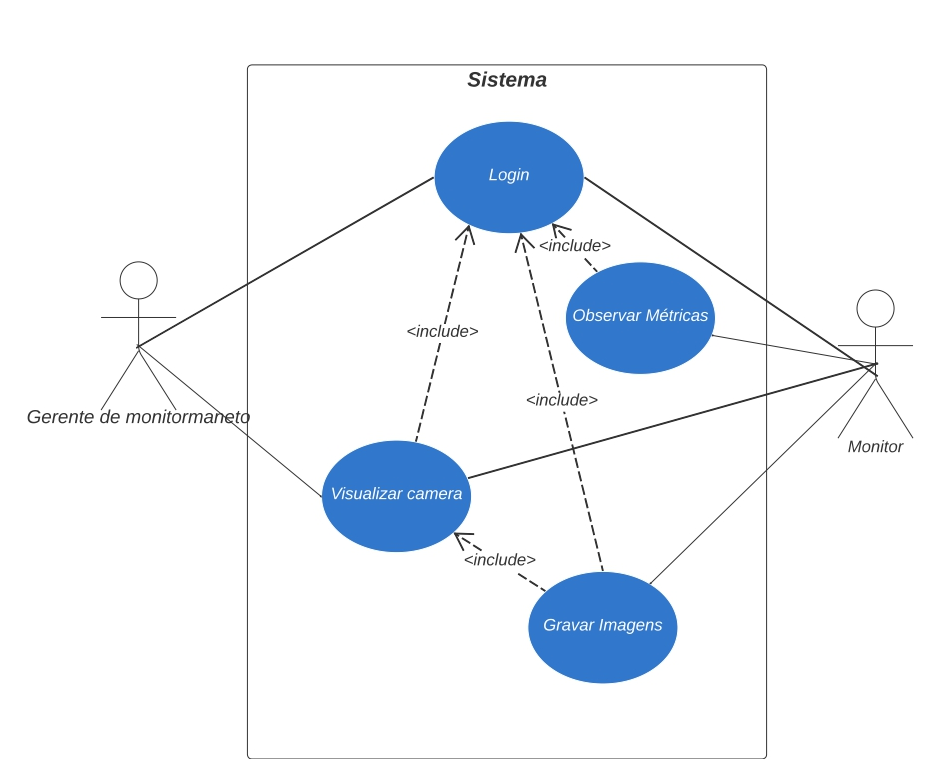 Sistema
Login
<include>
Observar Métricas
<include>
<include>
Gerente de monitormaneto
Monitor
Visualizar camera
<include>
Gravar Imagens